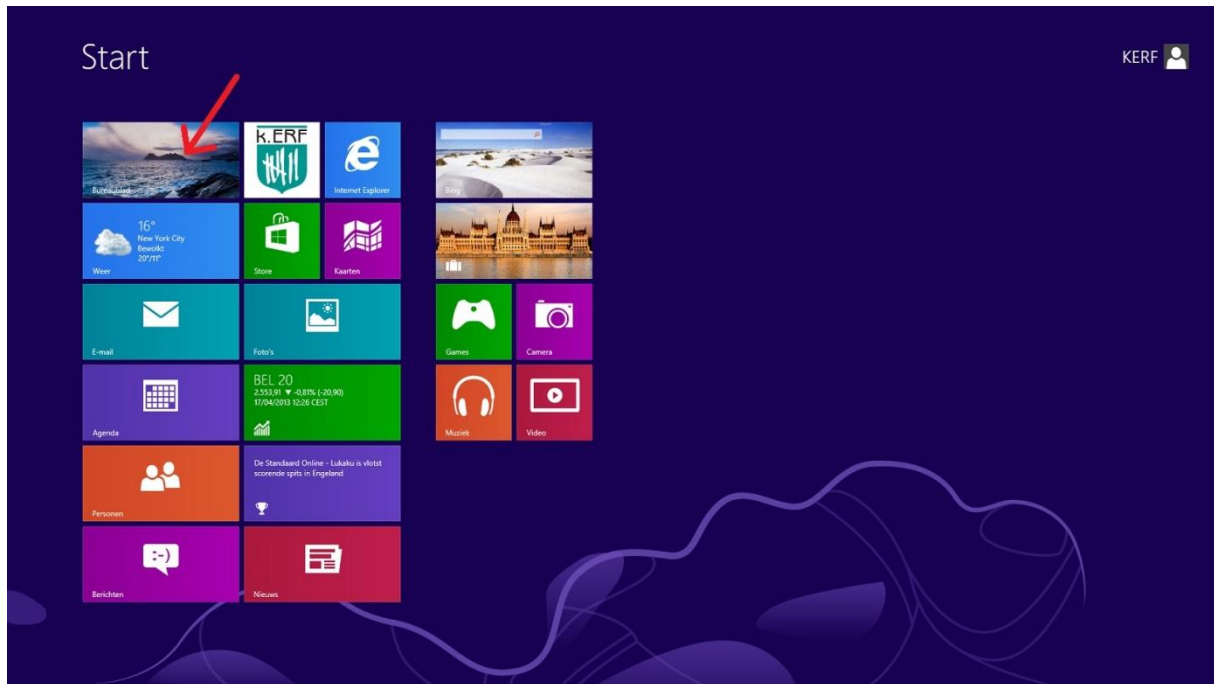 Start
KERF
Bureaublad
K.ERF
Internet Explorer
Bing
16°
New York City
Bewolkt
20°/11°
Weer
Store
Kaarten
E-mail
Foto's
Games
Camera
Agenda
BEL 20
2.553,91 ▼ -0,81% (-20,90)
17/04/2013 12:26 CEST
Muziek
Video
Personen
De Standaard Online - Lukaku is vlotst
scorende spits in Engeland
Berichten
:-)
Nieuws